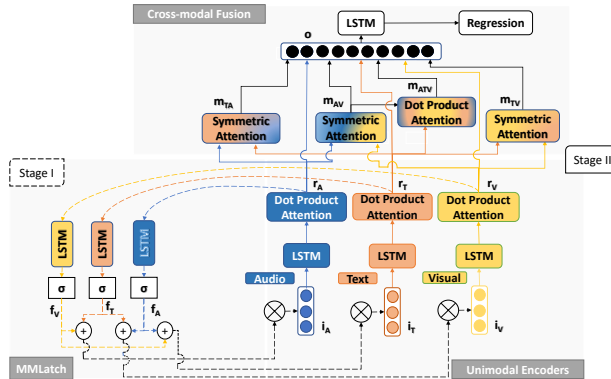 Cross-modal Fusion
LSTM
Regression
o
m_TA
m_AV
m_ATV
m_TV
Symmetric
Attention
Symmetric
Attention
Dot Product
Attention
Symmetric
Attention
Stage I
Stage II
r_A
r_T
r_V
LSTM
LSTM
LSTM
Dot Product
Attention
Dot Product
Attention
Dot Product
Attention
LSTM
LSTM
LSTM
σ
σ
σ
Audio
Text
Visual
f_V
f_T
f_A
i_A
i_T
i_V
+
+
+
MMLatch
Unimodal Encoders